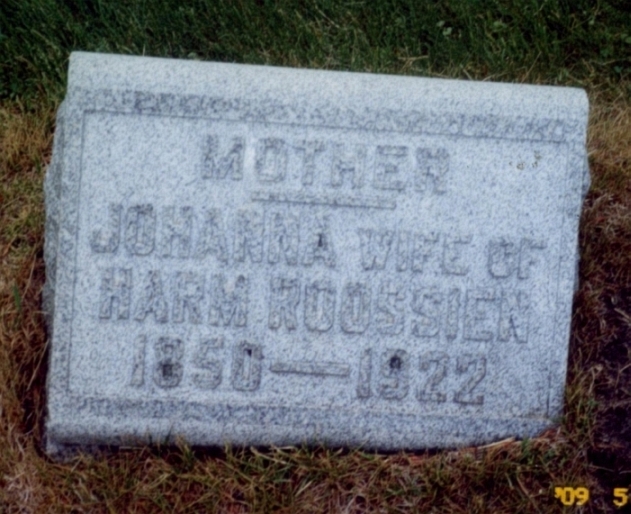 MOTHER
JOHANNA WIFE OF
HARM ROOSSIEN
1850—1922
'09 5